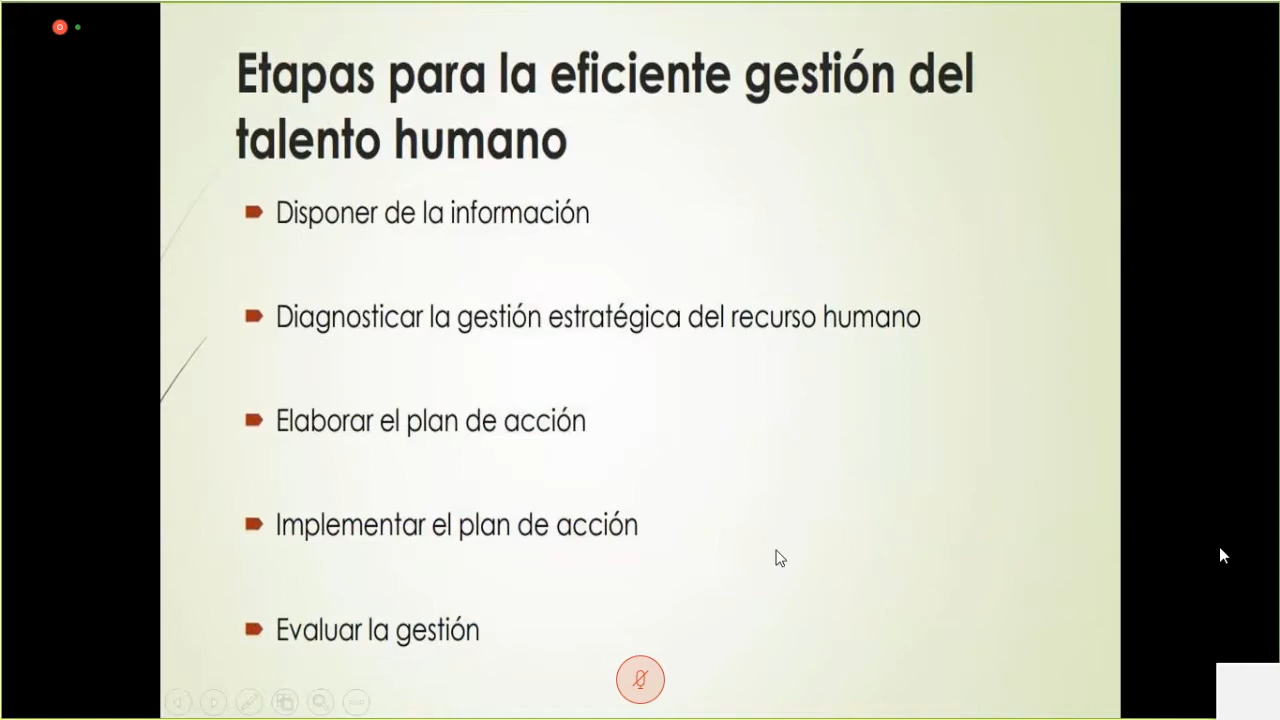 Etapas para la eficiente gestión del
talento humano
Disponer de la información
Diagnosticar la gestión estratégica del recurso humano
Elaborar el plan de acción
Implementar el plan de acción
Evaluar la gestión